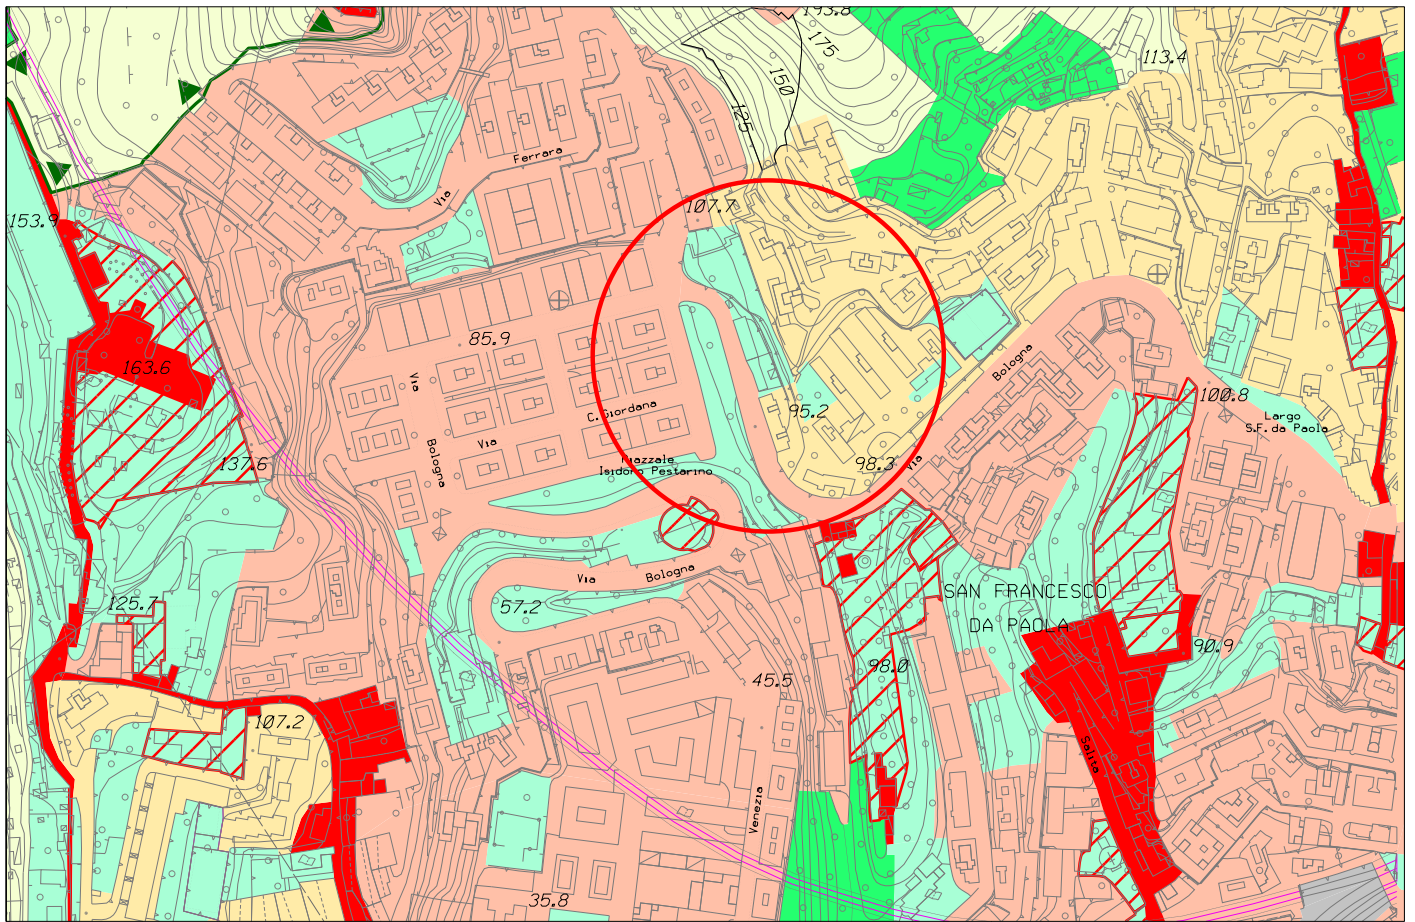 193.8
175
150
125
113.4
Ferrara
Via
107.7
153.9
163.6
85.9
Via
Bologna
C. Giordana
Via
Bologna
95.2
100.8
Largo
S.F. da Paola
137.6
Piazzale
Isidoro Pestarino
98.3
Via
Bologna
Via
Bologna
SAN FRANCESCO
DA PAOLA
125.7
57.2
90.9
98.0
45.5
107.2
Salita
Venezia
35.8